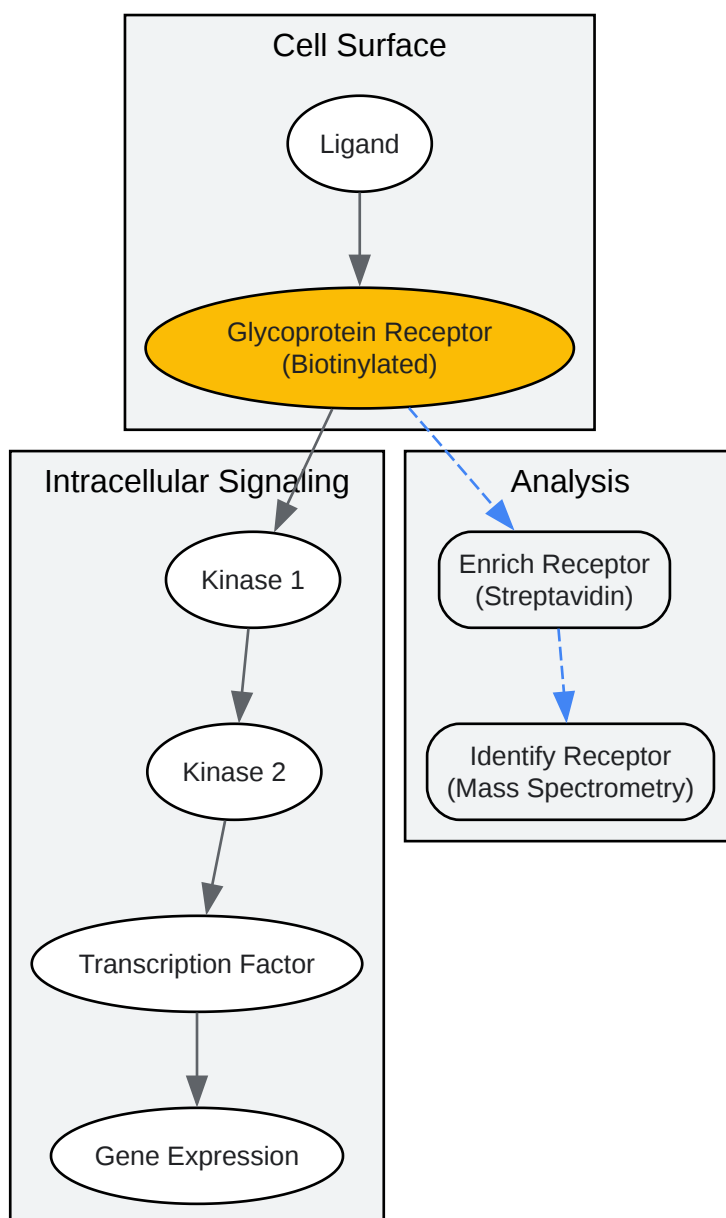 Cell Surface
Ligand
Glycoprotein Receptor
(Biotinylated)
Intracellular Signaling
Kinase 1
Kinase 2
Transcription Factor
Gene Expression
Analysis
Enrich Receptor
(Streptavidin)
Identify Receptor
(Mass Spectrometry)